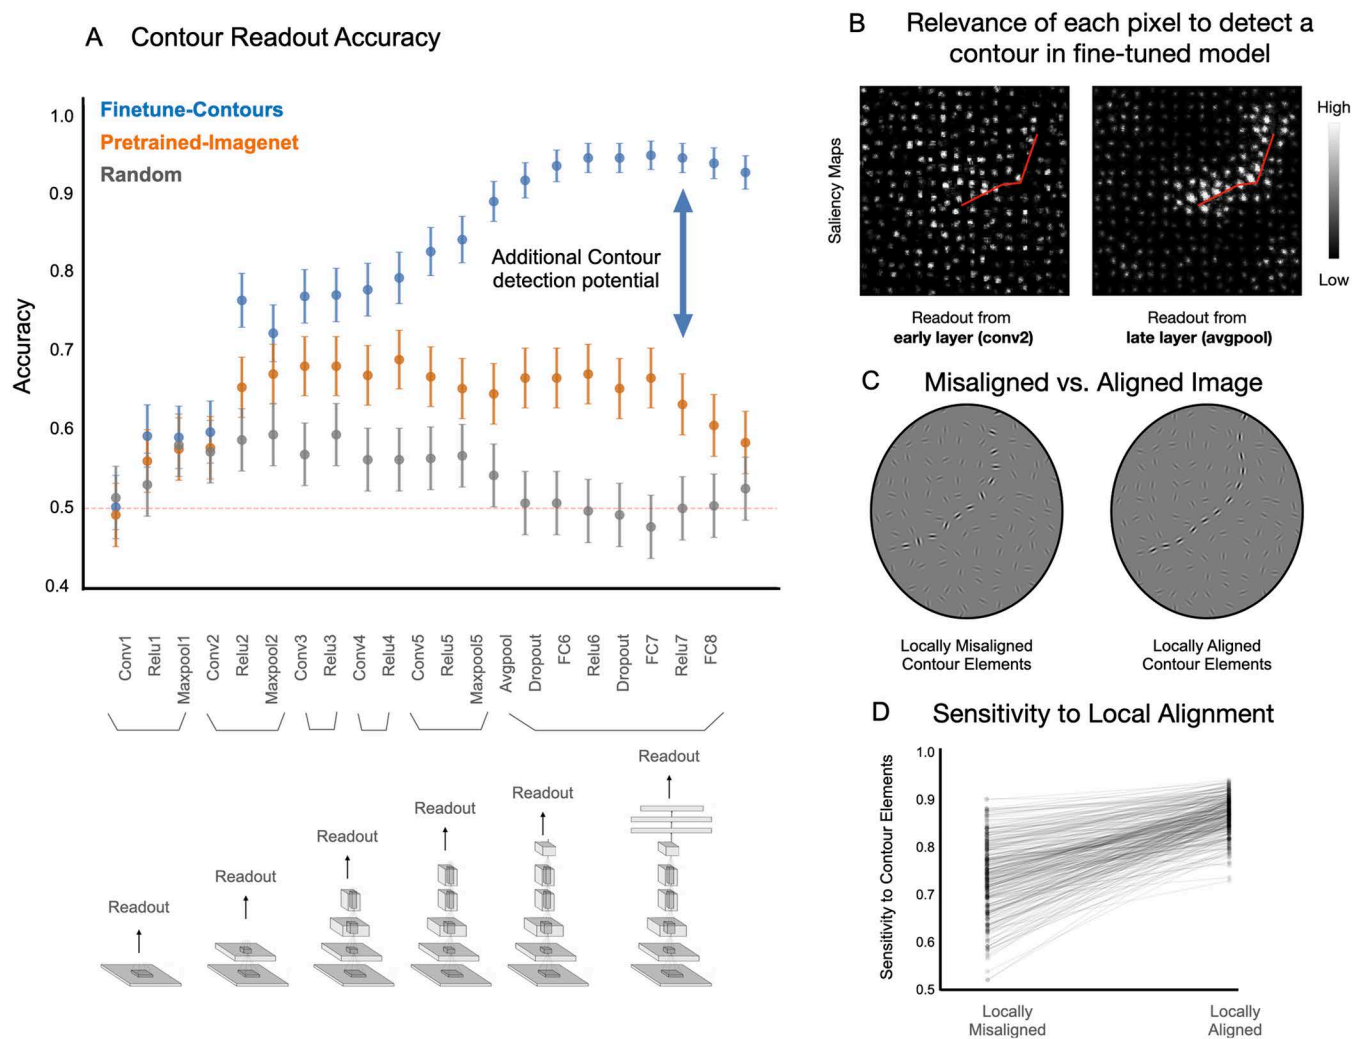 A Contour Readout Accuracy
Finetune-Contours
Pretrained-Imagenet
Random
Accuracy
1.0
0.9
0.8
0.7
0.6
0.5
0.4
Additional Contour
detection potential
Conv1
Relu1
Maxpool1
Conv2
Relu2
Maxpool2
Conv3
Relu3
Conv4
Relu4
Conv5
Relu5
Maxpool5
Avgpool
Dropout
FC6
Relu6
Dropout
FC7
Relu7
FC8
Readout
Readout
Readout
Readout
Readout
Readout
B Relevance of each pixel to detect a
contour in fine-tuned model
Saliency Maps
High
Low
Readout from
early layer (conv2)
Readout from
late layer (avgpool)
C Misaligned vs. Aligned Image
Locally Misaligned
Contour Elements
Locally Aligned
Contour Elements
D Sensitivity to Local Alignment
Sensitivity to Contour Elements
1.0
0.9
0.8
0.7
0.6
0.5
Locally
Misaligned
Locally
Aligned